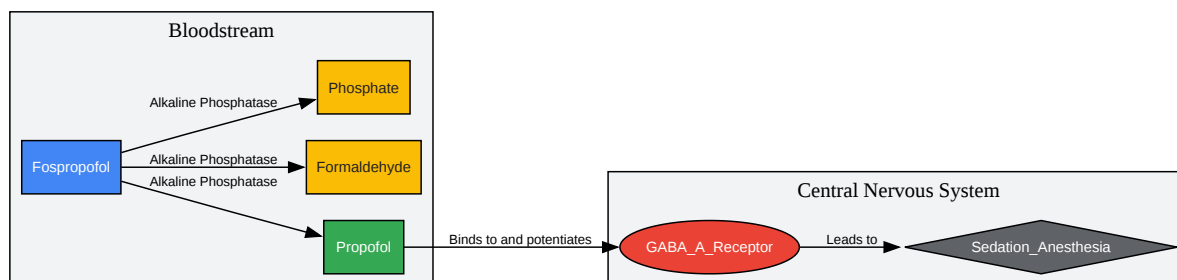 Bloodstream
Alkaline Phosphatase
Phosphate
Fospropofol
Alkaline Phosphatase
Formaldehyde
Alkaline Phosphatase
Propofol
Binds to and potentiates
Central Nervous System
GABA_A_Receptor
Leads to
Sedation_Anesthesia